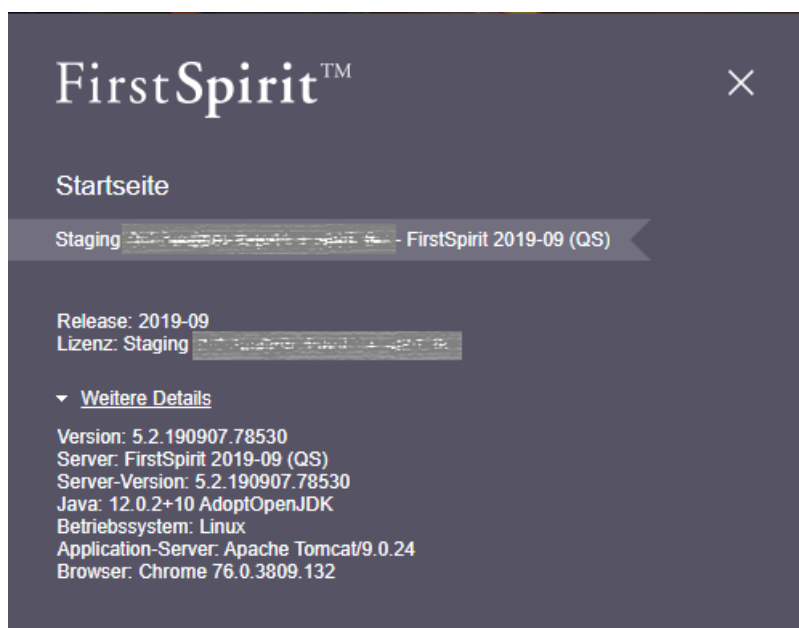 FirstSpirit™
Startseite
Staging - FirstSpirit 2019-09 (QS)
Release: 2019-09
Lizenz: Staging
Weitere Details
Version: 5.2.190907.78530
Server: FirstSpirit 2019-09 (QS)
Server-Version: 5.2.190907.78530
Java: 12.0.2+10 AdoptOpenJDK
Betriebssystem: Linux
Application-Server: Apache Tomcat/9.0.24
Browser: Chrome 76.0.3809.132